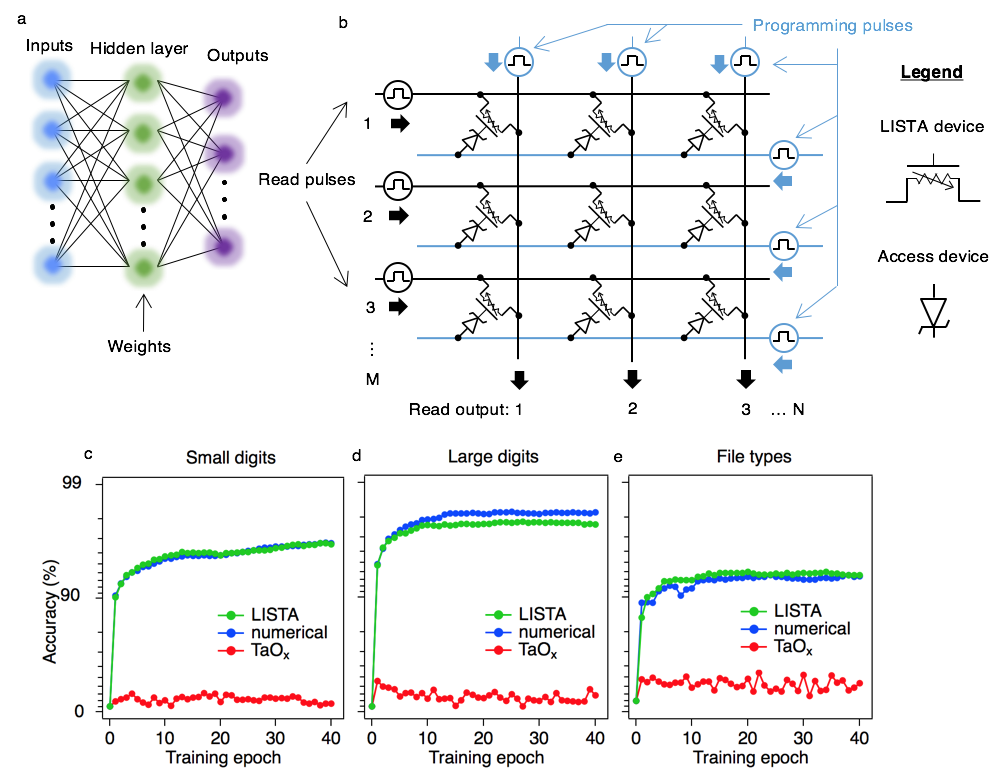 a
Inputs
Hidden layer
Outputs
Weights
b
Programming pulses
Read pulses
1
2
3
⋮
M
Read output: 1
2
3
... N
Legend
LISTA device
Access device
c
Small digits
99
90
0
Accuracy (%)
LISTA
numerical
TaOₓ
0
10
20
30
40
Training epoch
d
Large digits
LISTA
numerical
TaOₓ
0
10
20
30
40
Training epoch
e
File types
LISTA
numerical
TaOₓ
0
10
20
30
40
Training epoch